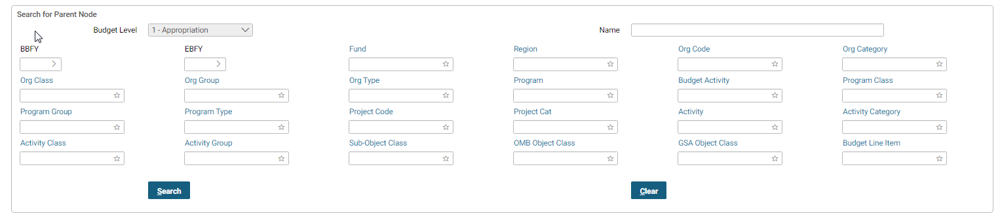 Search for Parent Node
Budget Level 1 - Appropriation Name
BBFY EBFY Fund Region Org Code Org Category
Org Class Org Group Org Type Program Budget Activity Program Class
Program Group Program Type Project Code Project Cat Activity Activity Category
Activity Class Activity Group Sub-Object Class OMB Object Class GSA Object Class Budget Line Item
Search Clear